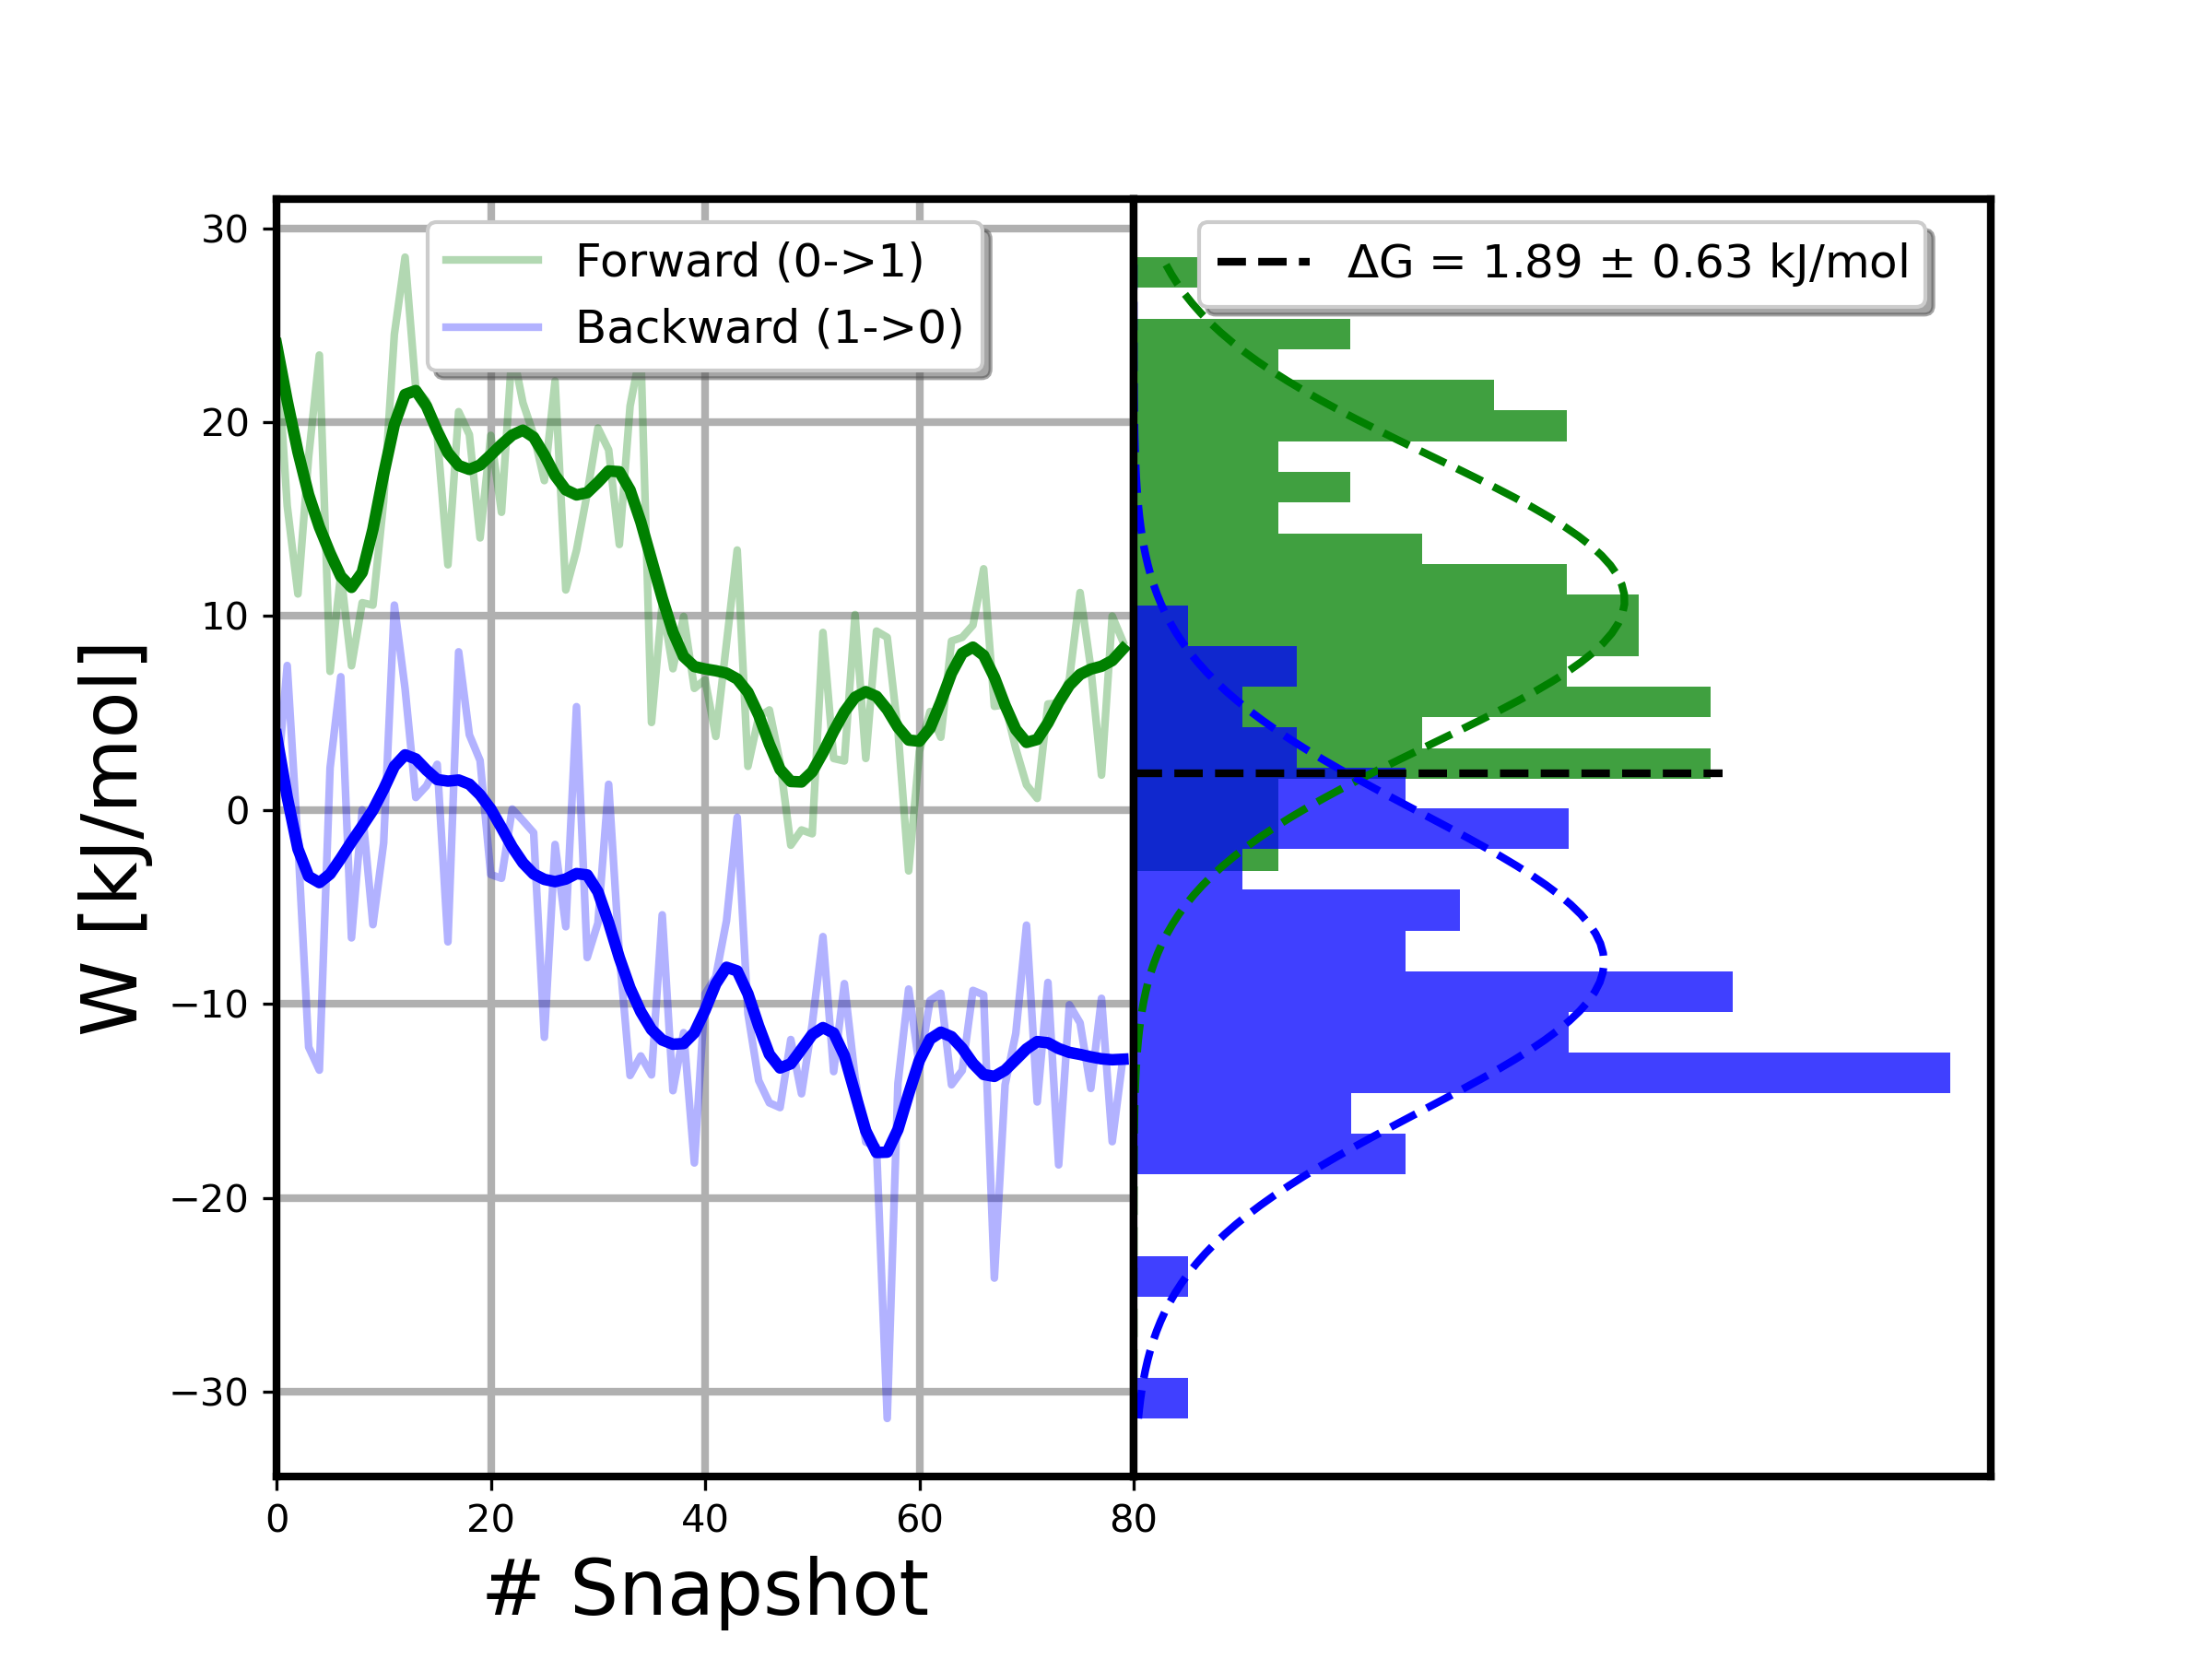 W [kJ/mol]
30
20
10
0
−10
−20
−30
Forward (0->1)
Backward (1->0)
ΔG = 1.89 ± 0.63 kJ/mol
0 20 40 60 80
# Snapshot